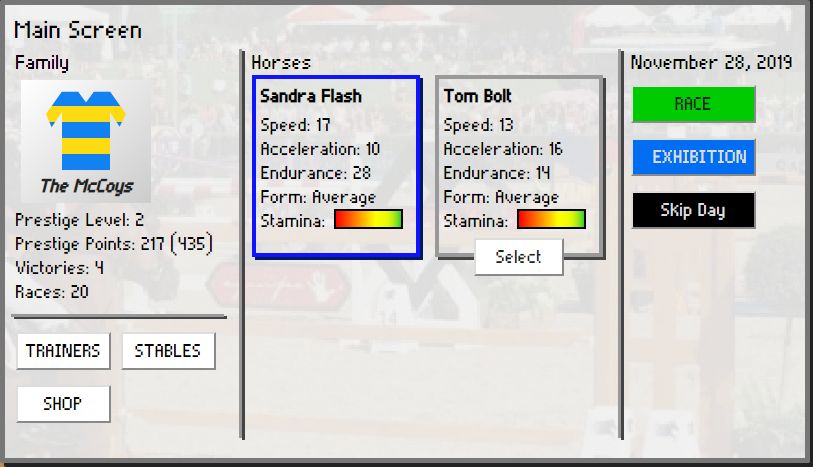 Main Screen
Family
The McCoys
Prestige Level: 2
Prestige Points: 217 (435)
Victories: 4
Races: 20
TRAINERS
STABLES
SHOP
Horses
Sandra Flash
Speed: 17
Acceleration: 10
Endurance: 28
Form: Average
Stamina:
Tom Bolt
Speed: 13
Acceleration: 16
Endurance: 14
Form: Average
Stamina:
Select
November 28, 2019
RACE
EXHIBITION
Skip Day
14